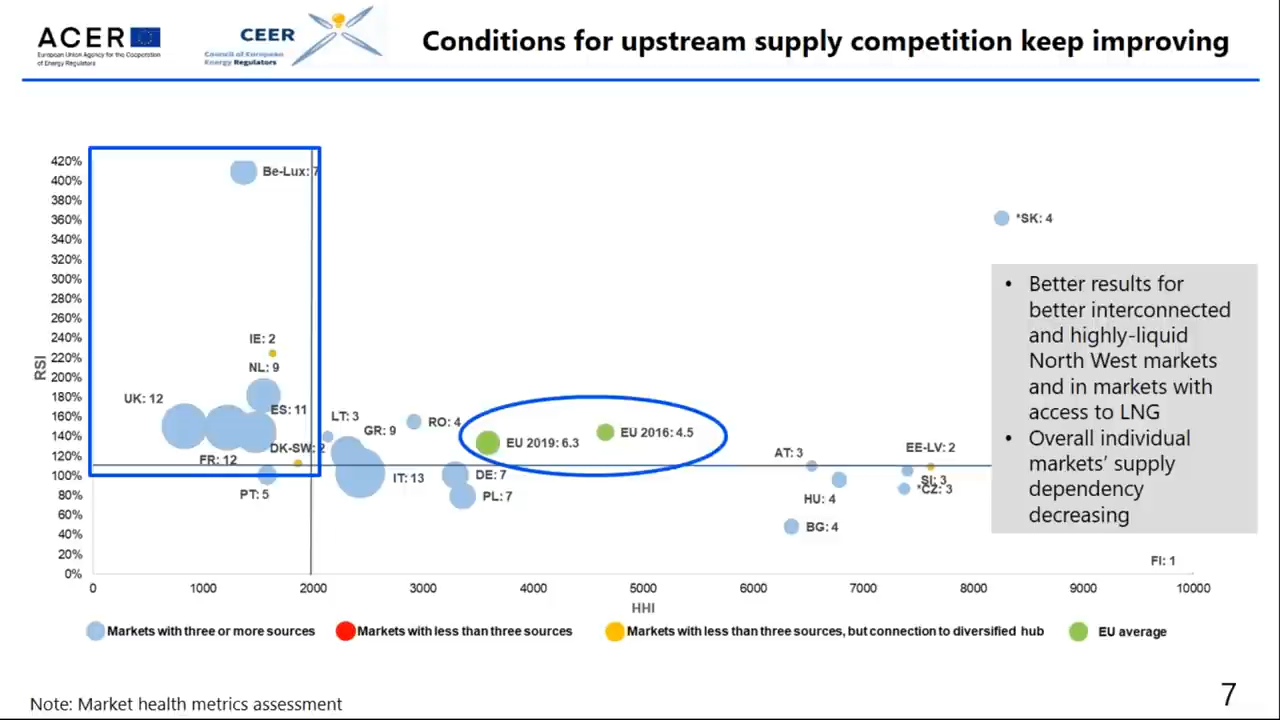 ACER
European Union Agency for the Cooperation
of Energy Regulators
CEER
Council of European
Energy Regulators
Conditions for upstream supply competition keep improving
420%
400%
380%
360%
340%
320%
300%
280%
260%
240%
220%
200%
180%
160%
140%
120%
100%
80%
60%
40%
20%
0%
RSI
Be-Lux: 7
*SK: 4
IE: 2
NL: 9
UK: 12
ES: 11
LT: 3
GR: 9
RO: 4
EU 2019: 6.3
EU 2016: 4.5
DK-SW: 2
FR: 12
AT: 3
EE-LV: 2
PT: 5
IT: 13
DE: 7
PL: 7
HU: 4
SI: 3
*CZ: 3
BG: 4
FI: 1
0 1000 2000 3000 4000 5000 6000 7000 8000 9000 10000
HHI
• Better results for
better interconnected
and highly-liquid
North West markets
and in markets with
access to LNG
• Overall individual
markets' supply
dependency
decreasing
Markets with three or more sources
Markets with less than three sources
Markets with less than three sources, but connection to diversified hub
EU average
Note: Market health metrics assessment
7